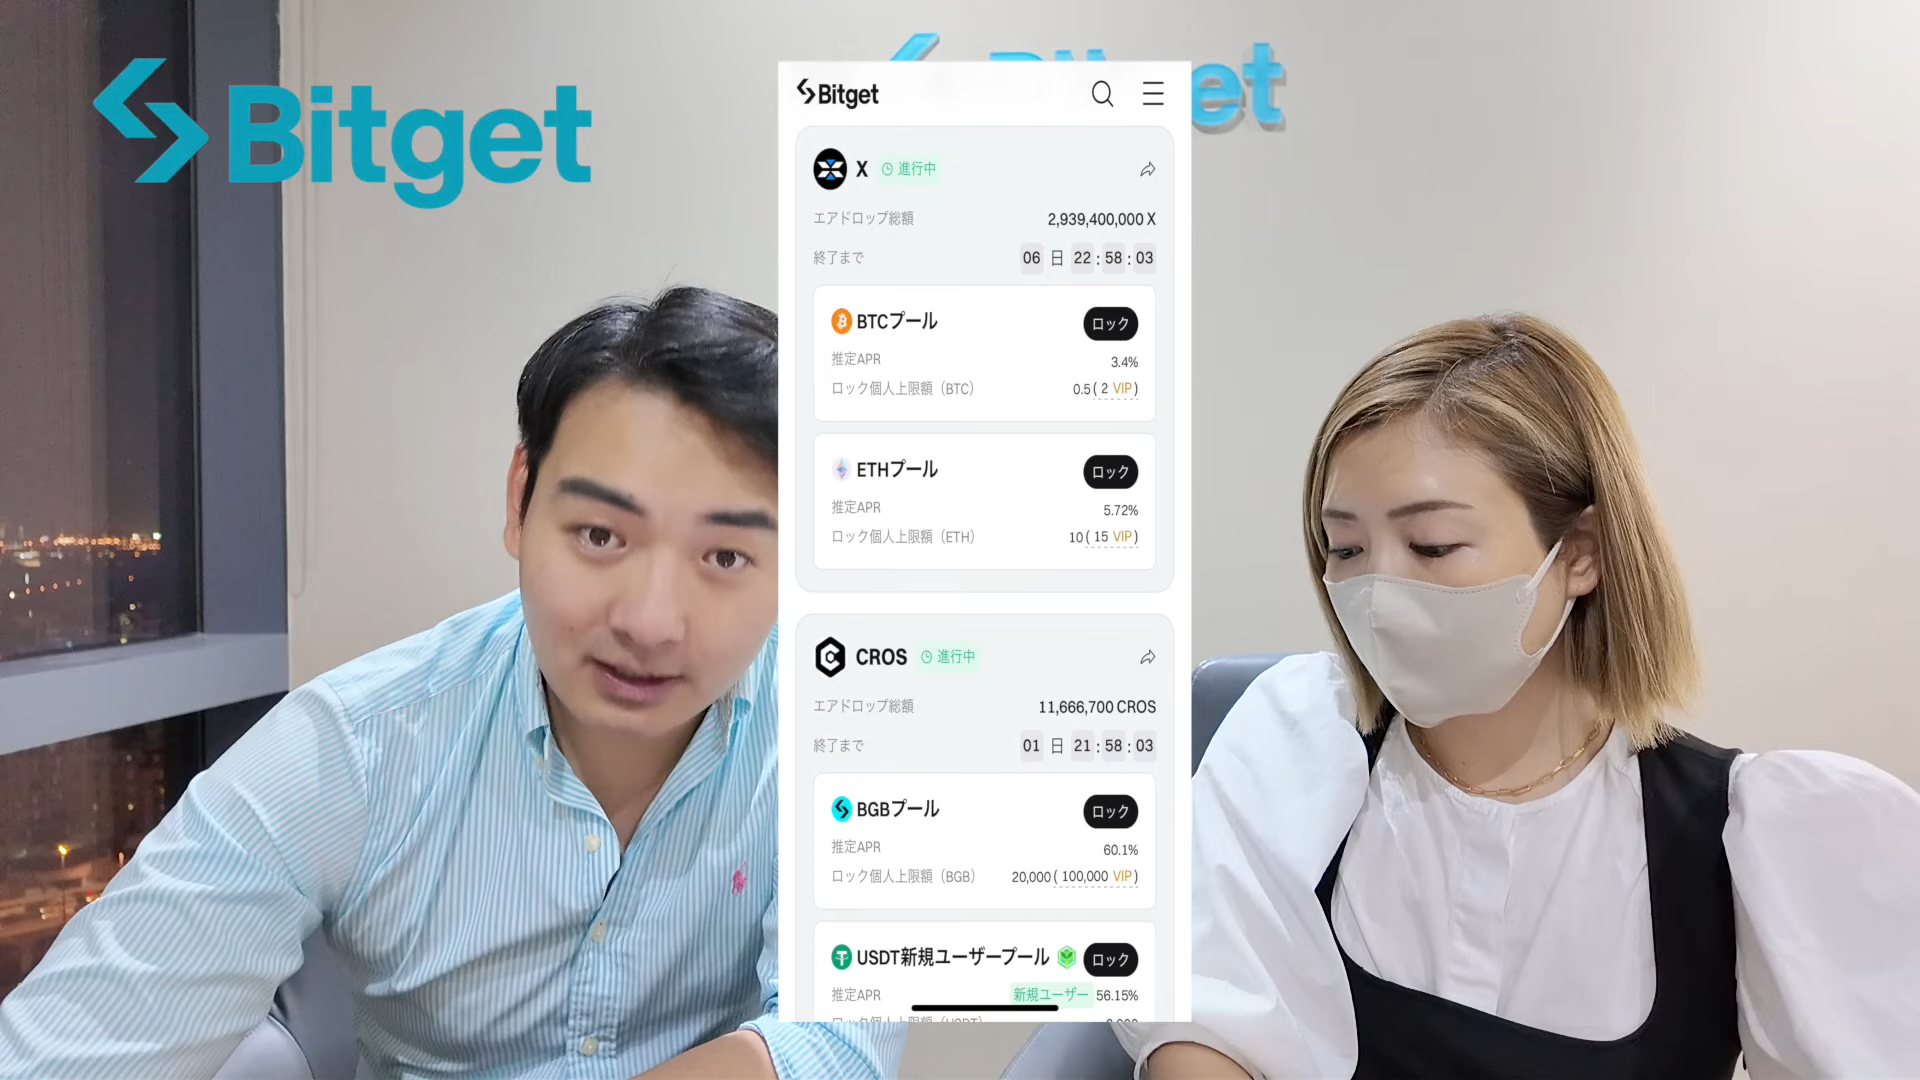 Bitget
et
Bitget
X 進行中
エアドロップ総額 2,939,400,000 X
終了まで 06 日 22 : 58 : 03
BTCプール ロック
推定APR 3.4%
ロック個人上限額（BTC） 0.5 ( 2 VIP )
ETHプール ロック
推定APR 5.72%
ロック個人上限額（ETH） 10 ( 15 VIP )
CROS 進行中
エアドロップ総額 11,666,700 CROS
終了まで 01 日 21 : 58 : 03
BGBプール ロック
推定APR 60.1%
ロック個人上限額（BGB） 20,000 ( 100,000 VIP )
USDT新規ユーザープール ロック
推定APR 新規ユーザー 56.15%